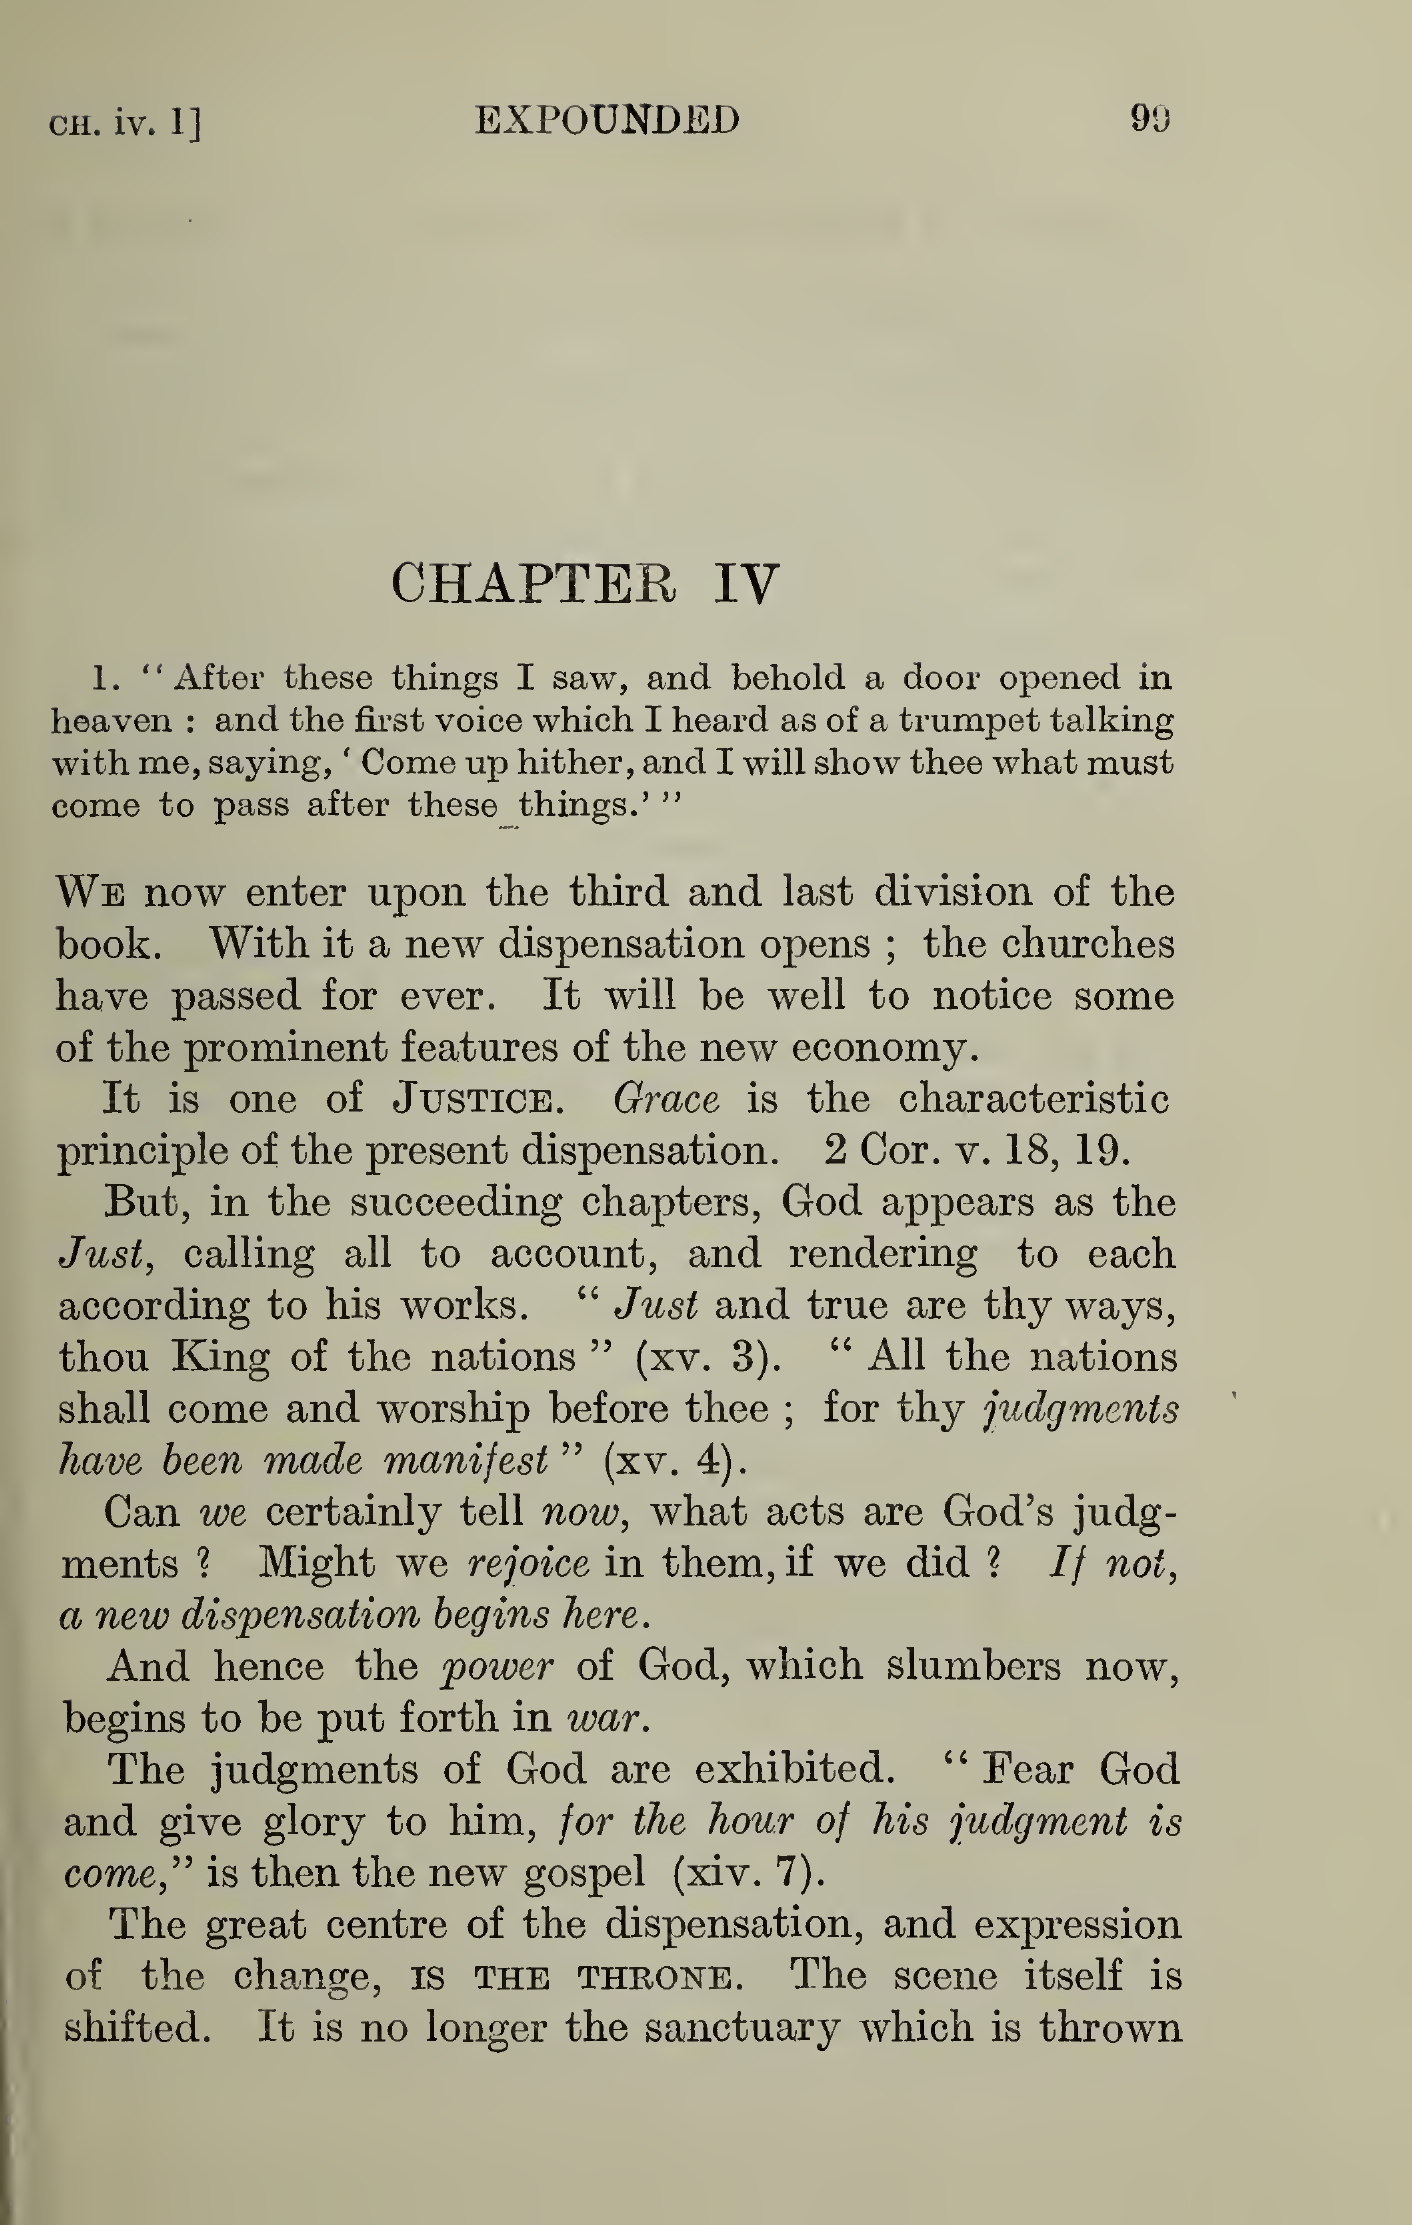 CH. iv. 1] EXPOUNDED 99
CHAPTER IV
1. “After these things I saw, and behold a door opened in
heaven : and the first voice which I heard as of a trumpet talking
with me, saying, ‘ Come up hither, and I will show thee what must
come to pass after these things.’ ”
WE now enter upon the third and last division of the
book. With it a new dispensation opens ; the churches
have passed for ever. It will be well to notice some
of the prominent features of the new economy.
It is one of JUSTICE. Grace is the characteristic
principle of the present dispensation. 2 Cor. v. 18, 19.
But, in the succeeding chapters, God appears as the
Just, calling all to account, and rendering to each
according to his works. “ Just and true are thy ways,
thou King of the nations ” (xv. 3). “ All the nations
shall come and worship before thee ; for thy judgments
have been made manifest ” (xv. 4).
Can we certainly tell now, what acts are God’s judg-
ments ? Might we rejoice in them, if we did ? If not,
a new dispensation begins here.
And hence the power of God, which slumbers now,
begins to be put forth in war.
The judgments of God are exhibited. “ Fear God
and give glory to him, for the hour of his judgment is
come,” is then the new gospel (xiv. 7).
The great centre of the dispensation, and expression
of the change, IS THE THRONE. The scene itself is
shifted. It is no longer the sanctuary which is thrown